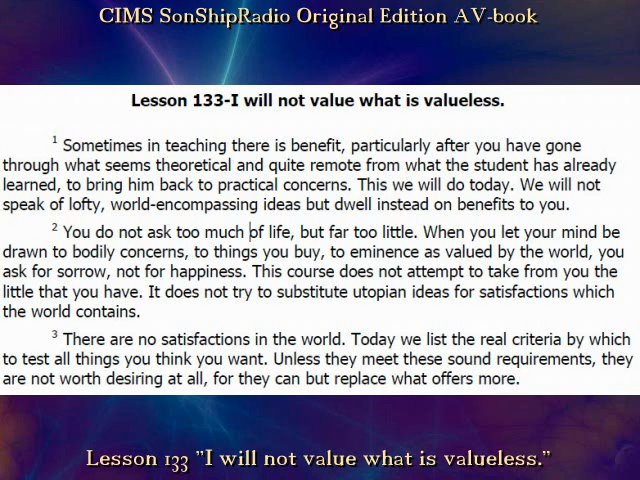 CIMS SonShipRadio Original Edition AV-book
Lesson 133-I will not value what is valueless.
1 Sometimes in teaching there is benefit, particularly after you have gone
through what seems theoretical and quite remote from what the student has already
learned, to bring him back to practical concerns. This we will do today. We will not
speak of lofty, world-encompassing ideas but dwell instead on benefits to you.
2 You do not ask too much of life, but far too little. When you let your mind be
drawn to bodily concerns, to things you buy, to eminence as valued by the world, you
ask for sorrow, not for happiness. This course does not attempt to take from you the
little that you have. It does not try to substitute utopian ideas for satisfactions which
the world contains.
3 There are no satisfactions in the world. Today we list the real criteria by which
to test all things you think you want. Unless they meet these sound requirements, they
are not worth desiring at all, for they can but replace what offers more.
Lesson 133 "I will not value what is valueless."